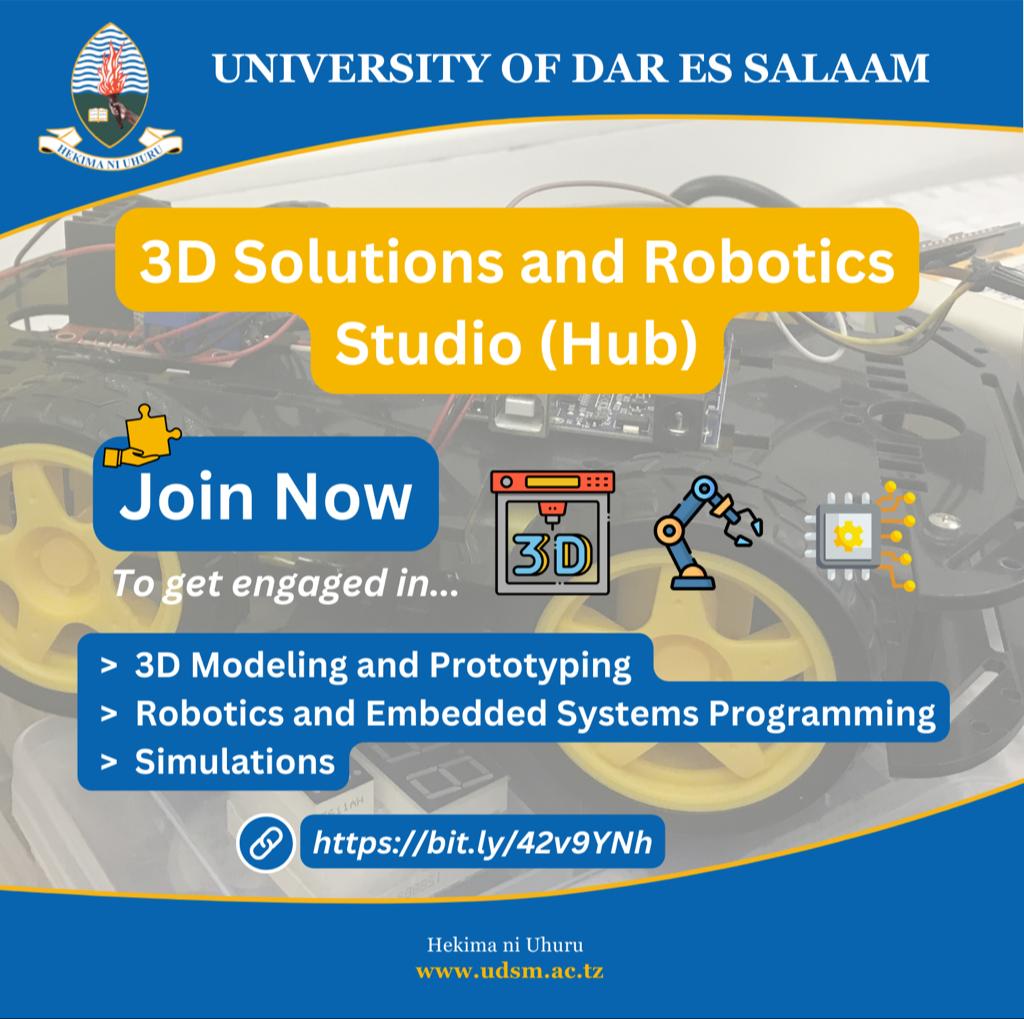 UNIVERSITY OF DAR ES SALAAM
HEKIMA NI UHURU
3D Solutions and Robotics
Studio (Hub)
Join Now
To get engaged in...
3D
> 3D Modeling and Prototyping
> Robotics and Embedded Systems Programming
> Simulations
https://bit.ly/42v9YNh
Hekima ni Uhuru
www.udsm.ac.tz